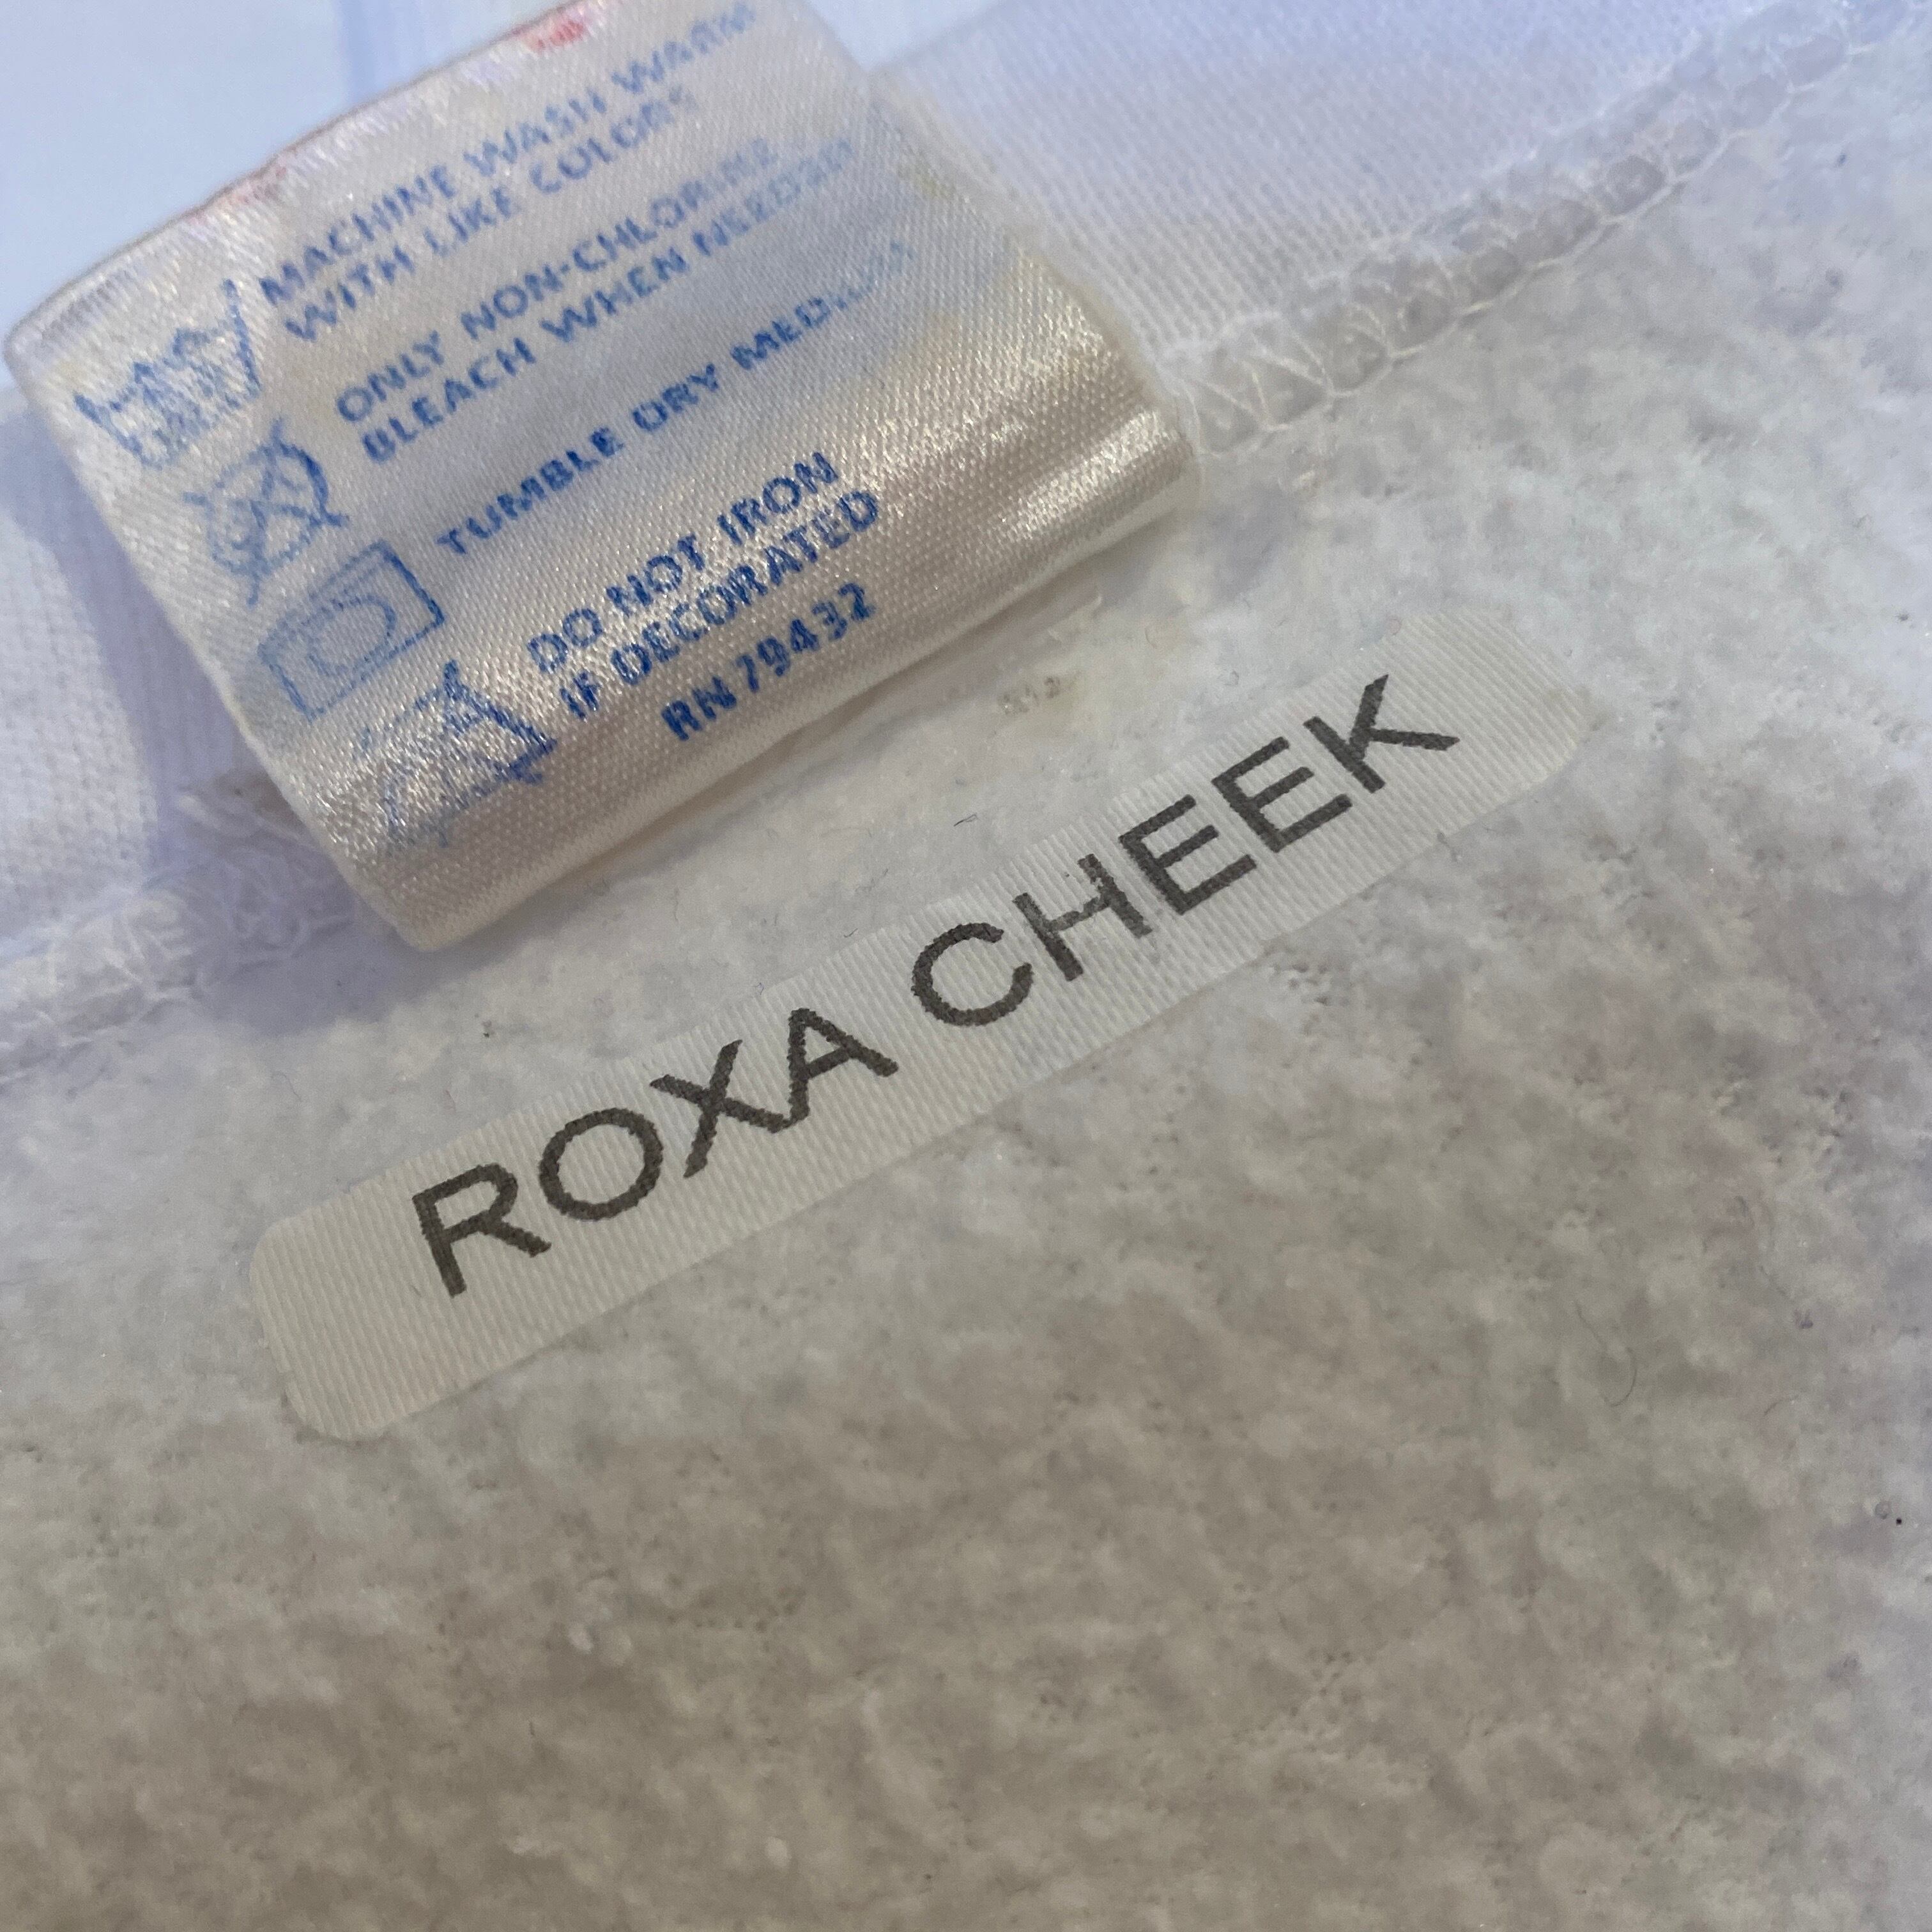 MACHINE WASH WARM
WITH LIKE COLORS
ONLY NON-CHLORINE
BLEACH WHEN NEEDED
TUMBLE DRY MEDIUM
DO NOT IRON
IF DECORATED
RN 79432
ROXA CHEEK